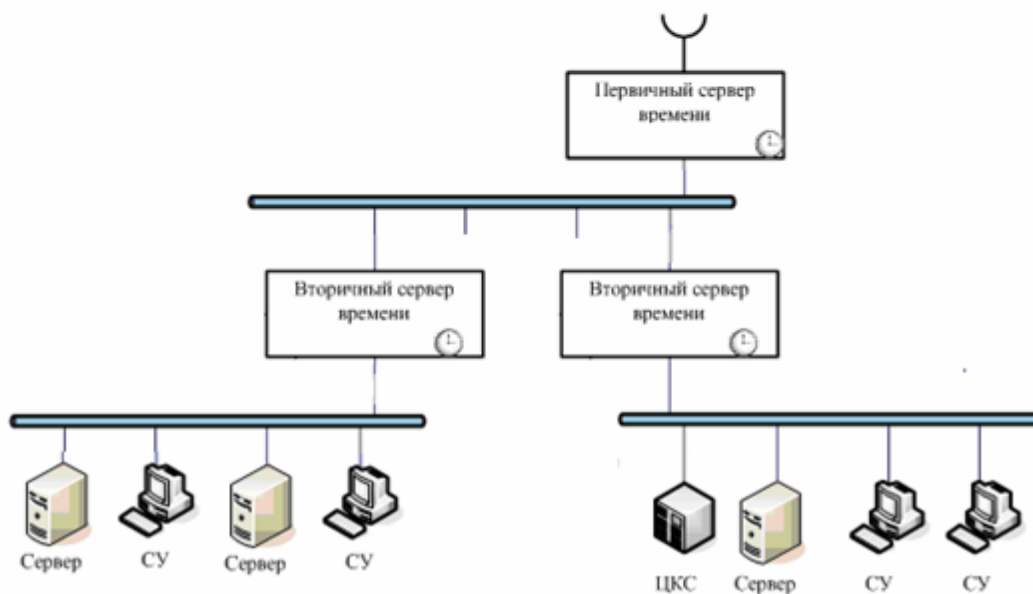 Первичный сервер
времени
Вторичный сервер
времени
Вторичный сервер
времени
Сервер
СУ
Сервер
СУ
ЦКС
Сервер
СУ
СУ